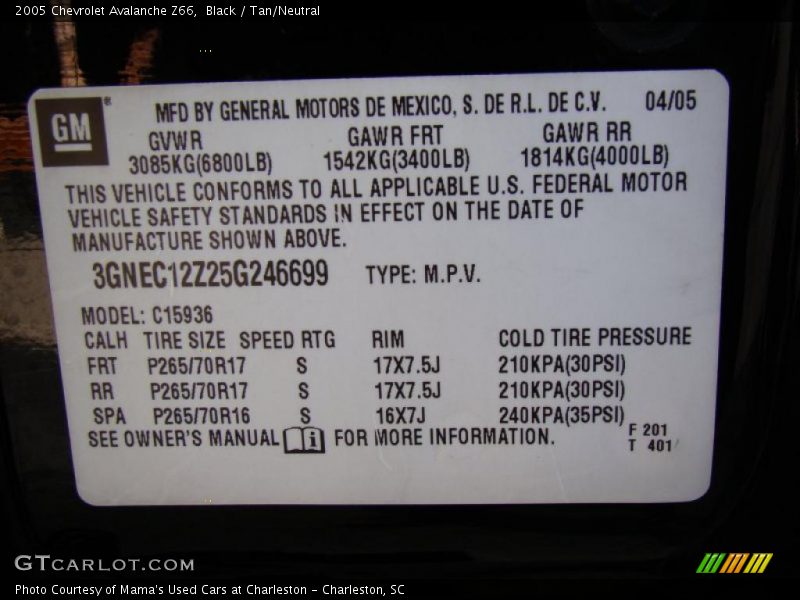 2005 Chevrolet Avalanche Z66,  Black / Tan/Neutral
GM®
MFD BY GENERAL MOTORS DE MEXICO, S. DE R.L. DE C.V. 04/05
GVWR GAWR FRT GAWR RR
3085KG(6800LB) 1542KG(3400LB) 1814KG(4000LB)
THIS VEHICLE CONFORMS TO ALL APPLICABLE U.S. FEDERAL MOTOR
VEHICLE SAFETY STANDARDS IN EFFECT ON THE DATE OF
MANUFACTURE SHOWN ABOVE.
3GNEC12Z25G246699 TYPE: M.P.V.
MODEL: C15936
CALH TIRE SIZE SPEED RTG RIM COLD TIRE PRESSURE
FRT P265/70R17 S 17X7.5J 210KPA(30PSI)
RR P265/70R17 S 17X7.5J 210KPA(30PSI)
SPA P265/70R16 S 16X7J 240KPA(35PSI)
SEE OWNER'S MANUAL i FOR MORE INFORMATION.
F 201
T 401
GTCARLOT.COM
Photo Courtesy of Mama's Used Cars at Charleston - Charleston, SC